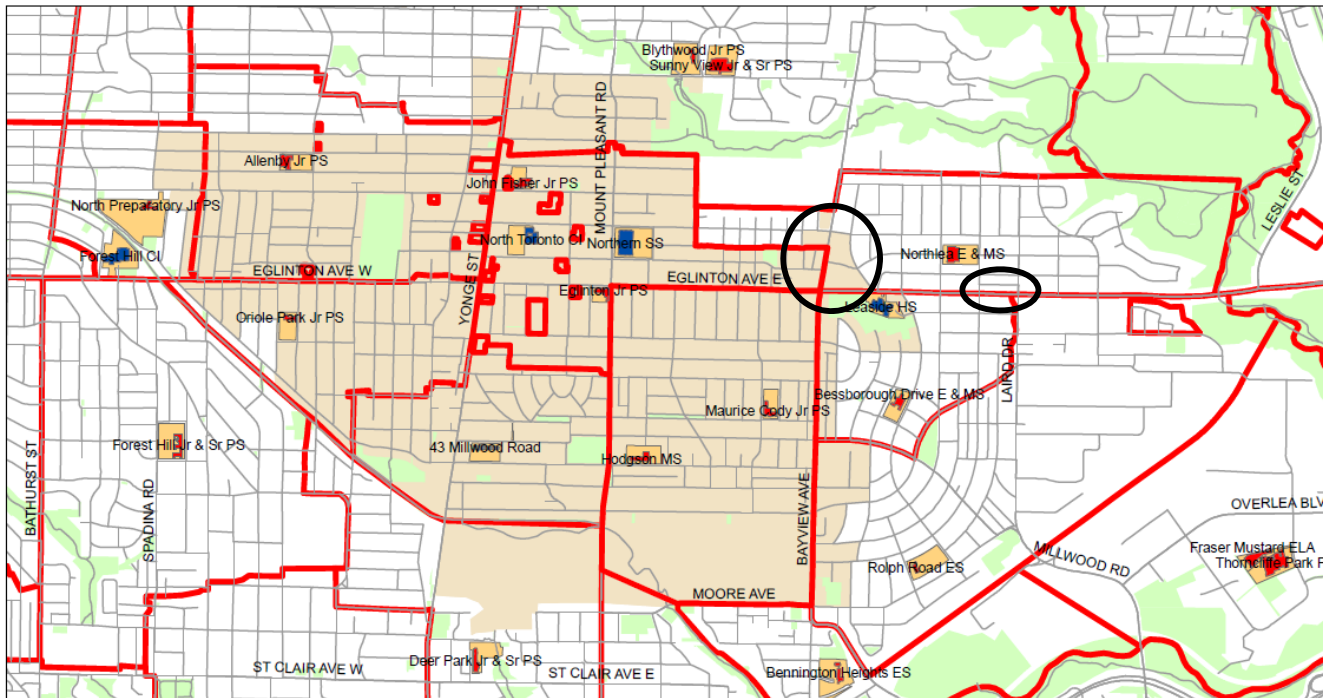 Blythwood Jr PS
Sunny View Jr & Sr PS
MOUNT PLEASANT RD
Allenby Jr PS
John Fisher Jr PS
LESLIE ST
North Preparatory Jr PS
North Toronto CI
Northern SS
Forest Hill CI
Northlea E & MS
EGLINTON AVE W
EGLINTON AVE E
YONGE ST
Eglinton Jr PS
Leaside HS
Oriole Park Jr PS
LAIRD DR
Bessborough Drive E & MS
Maurice Cody Jr PS
Forest Hill Jr & Sr PS
43 Millwood Road
Hodgson MS
BATHURST ST
SPADINA RD
BAYVIEW AVE
OVERLEA BLV
MILLWOOD RD
Fraser Mustard ELA
Thorncliffe Park P
Rolph Road ES
MOORE AVE
Deer Park Jr & Sr PS
ST CLAIR AVE W
ST CLAIR AVE E
Bennington Heights ES